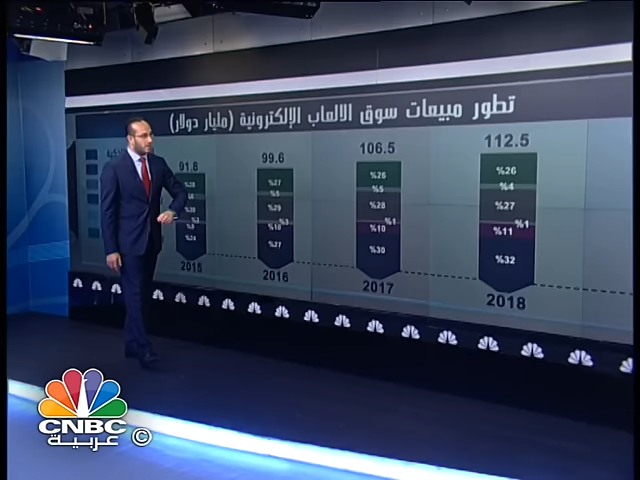 تطور مبيعات سوق الالعاب الإلكترونية (مليار دولار)
91.8 99.6 106.5 112.5
%27 %26 %26
%5 %5 %4
%29 %28 %27
%3 %1 %1
%10 %10 %11
%27 %30 %32
2015 2016 2017 2018
CNBC
عربية ©